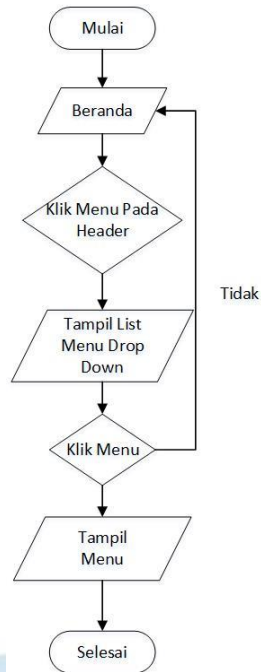 Mulai
Beranda
Klik Menu Pada
Header
Tidak
Tampil List
Menu Drop
Down
Klik Menu
Tampil
Menu
Selesai